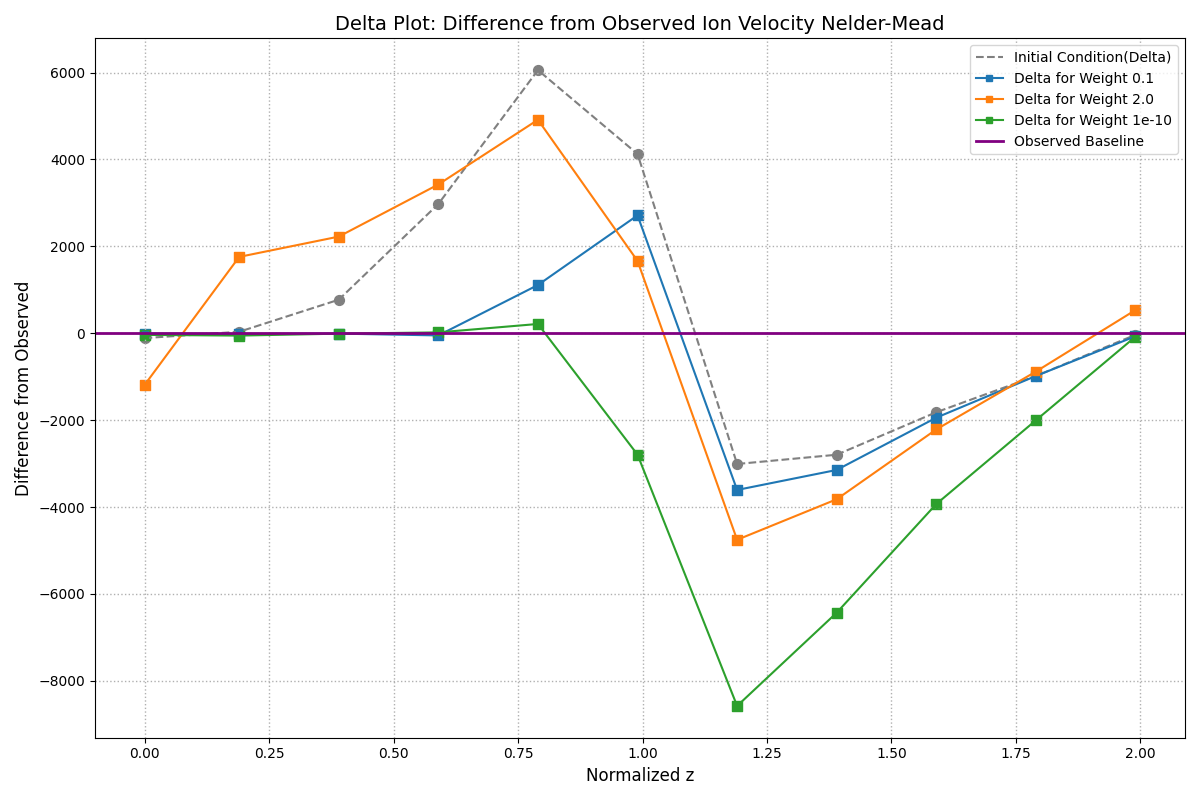 Delta Plot: Difference from Observed Ion Velocity Nelder-Mead
Initial Condition(Delta)
Delta for Weight 0.1
Delta for Weight 2.0
Delta for Weight 1e-10
Observed Baseline
Difference from Observed
6000
4000
2000
0
−2000
−4000
−6000
−8000
0.00 0.25 0.50 0.75 1.00 1.25 1.50 1.75 2.00
Normalized z